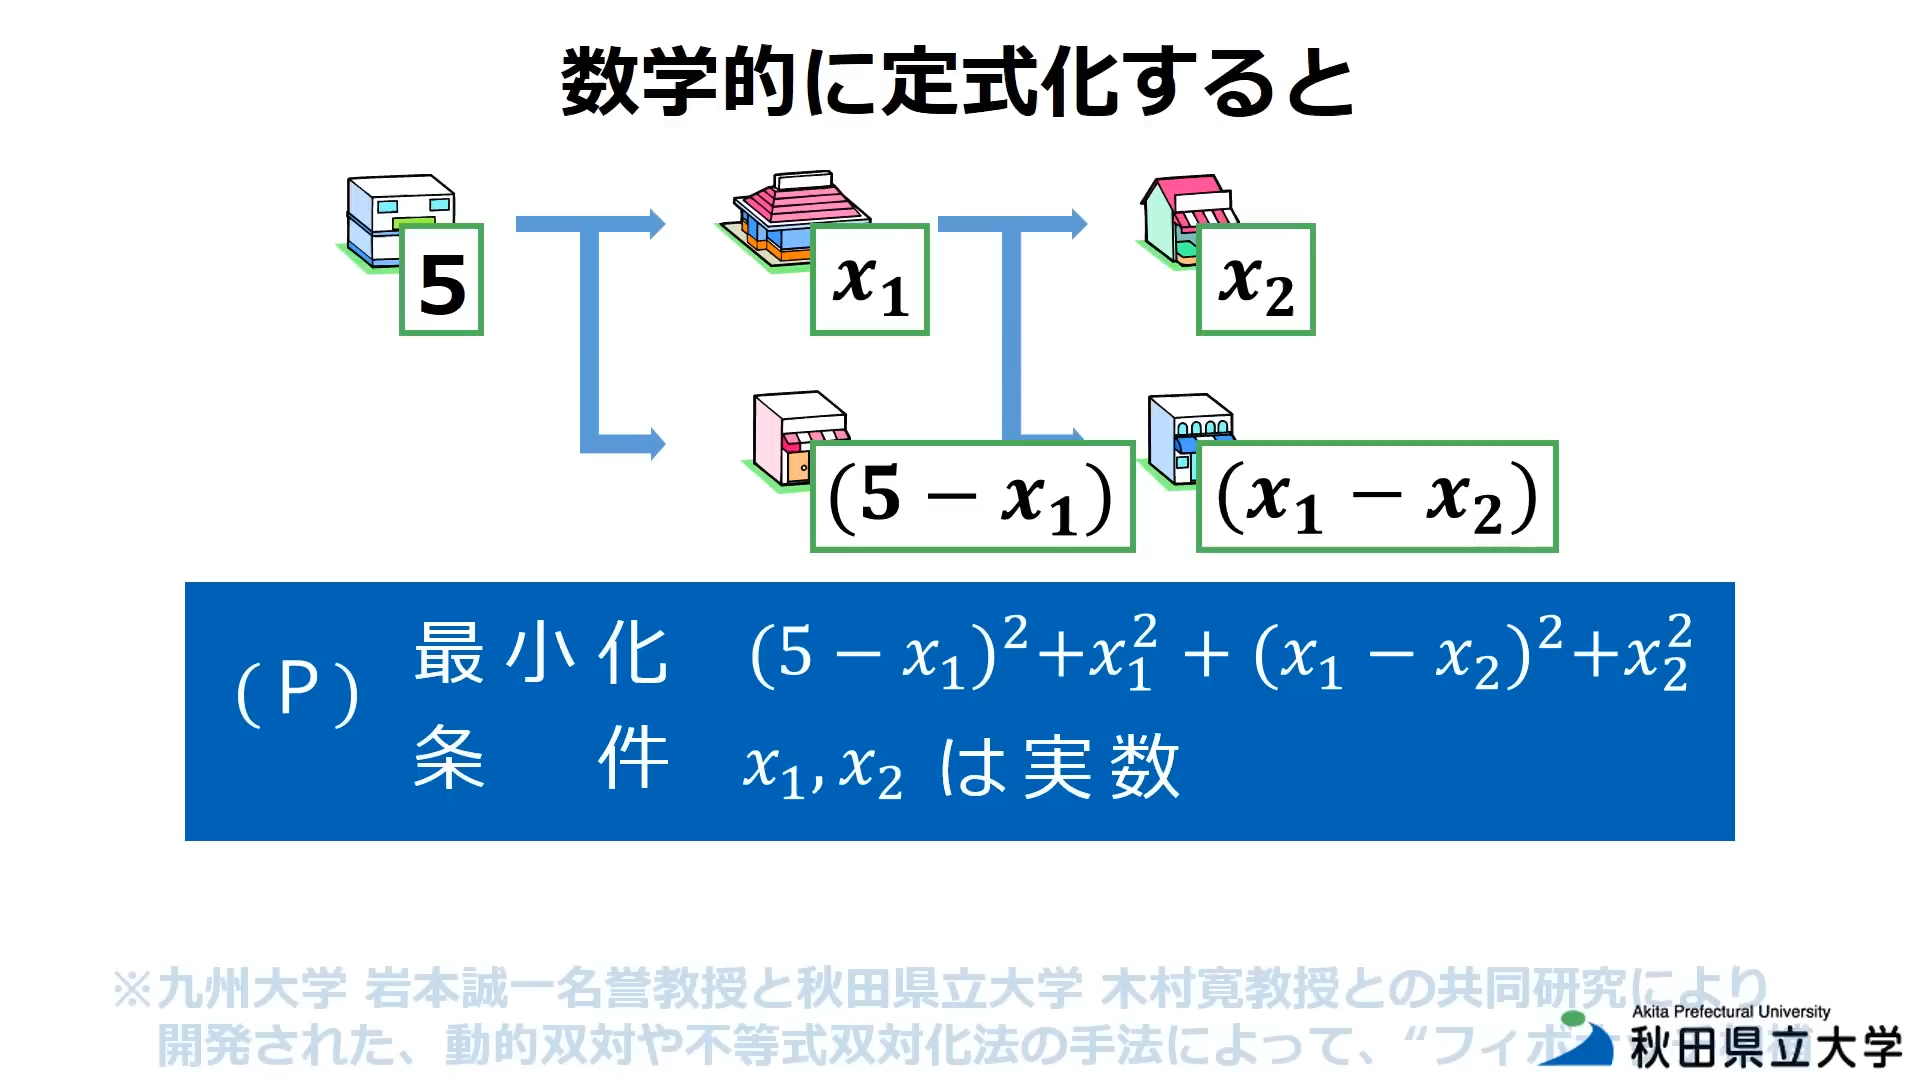 数学的に定式化すると
5
x₁
x₂
(5 − x₁)
(x₁ − x₂)
(P)
最小化 (5 − x₁)²+x₁² + (x₁ − x₂)²+x₂²
条件 x₁, x₂ は実数
※九州大学 岩本誠一名誉教授と秋田県立大学 木村寛教授との共同研究により
開発された、動的双対や不等式双対化法の手法によって、“フィボ
Akita Prefectural University
秋田県立大学